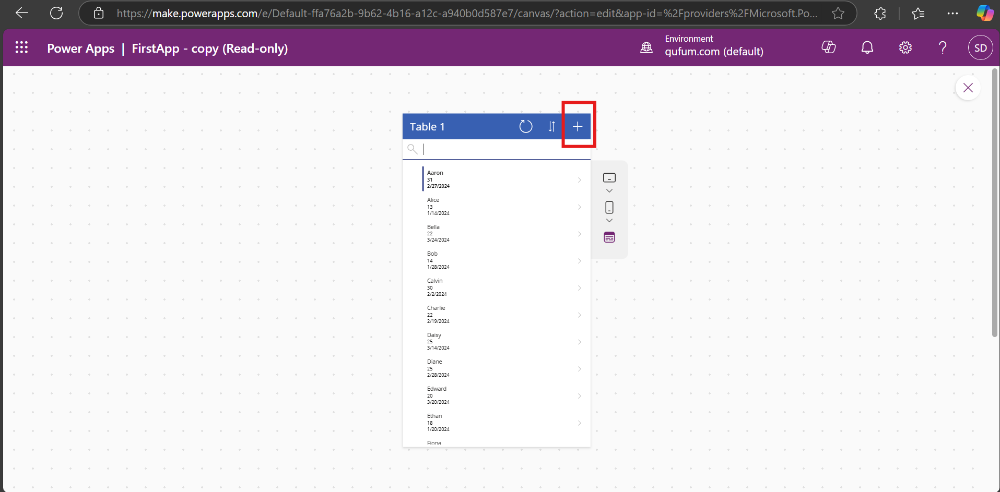 https://make.powerapps.com/e/Default-ffa76a2b-9b62-4b16-a12c-a940b0d587e7/canvas/?action=edit&app-id=%2Fproviders%2FMicrosoft.Po...
Power Apps | FirstApp - copy (Read-only)
Environment
gufum.com (default)
SD
Table 1
Aaron
31
2/27/2024
Alice
13
1/14/2024
Bella
22
3/24/2024
Bob
14
1/28/2024
Calvin
30
2/2/2024
Charlie
22
2/19/2024
Daisy
25
3/14/2024
Diane
25
2/28/2024
Edward
20
3/20/2024
Ethan
18
1/20/2024
Fiona